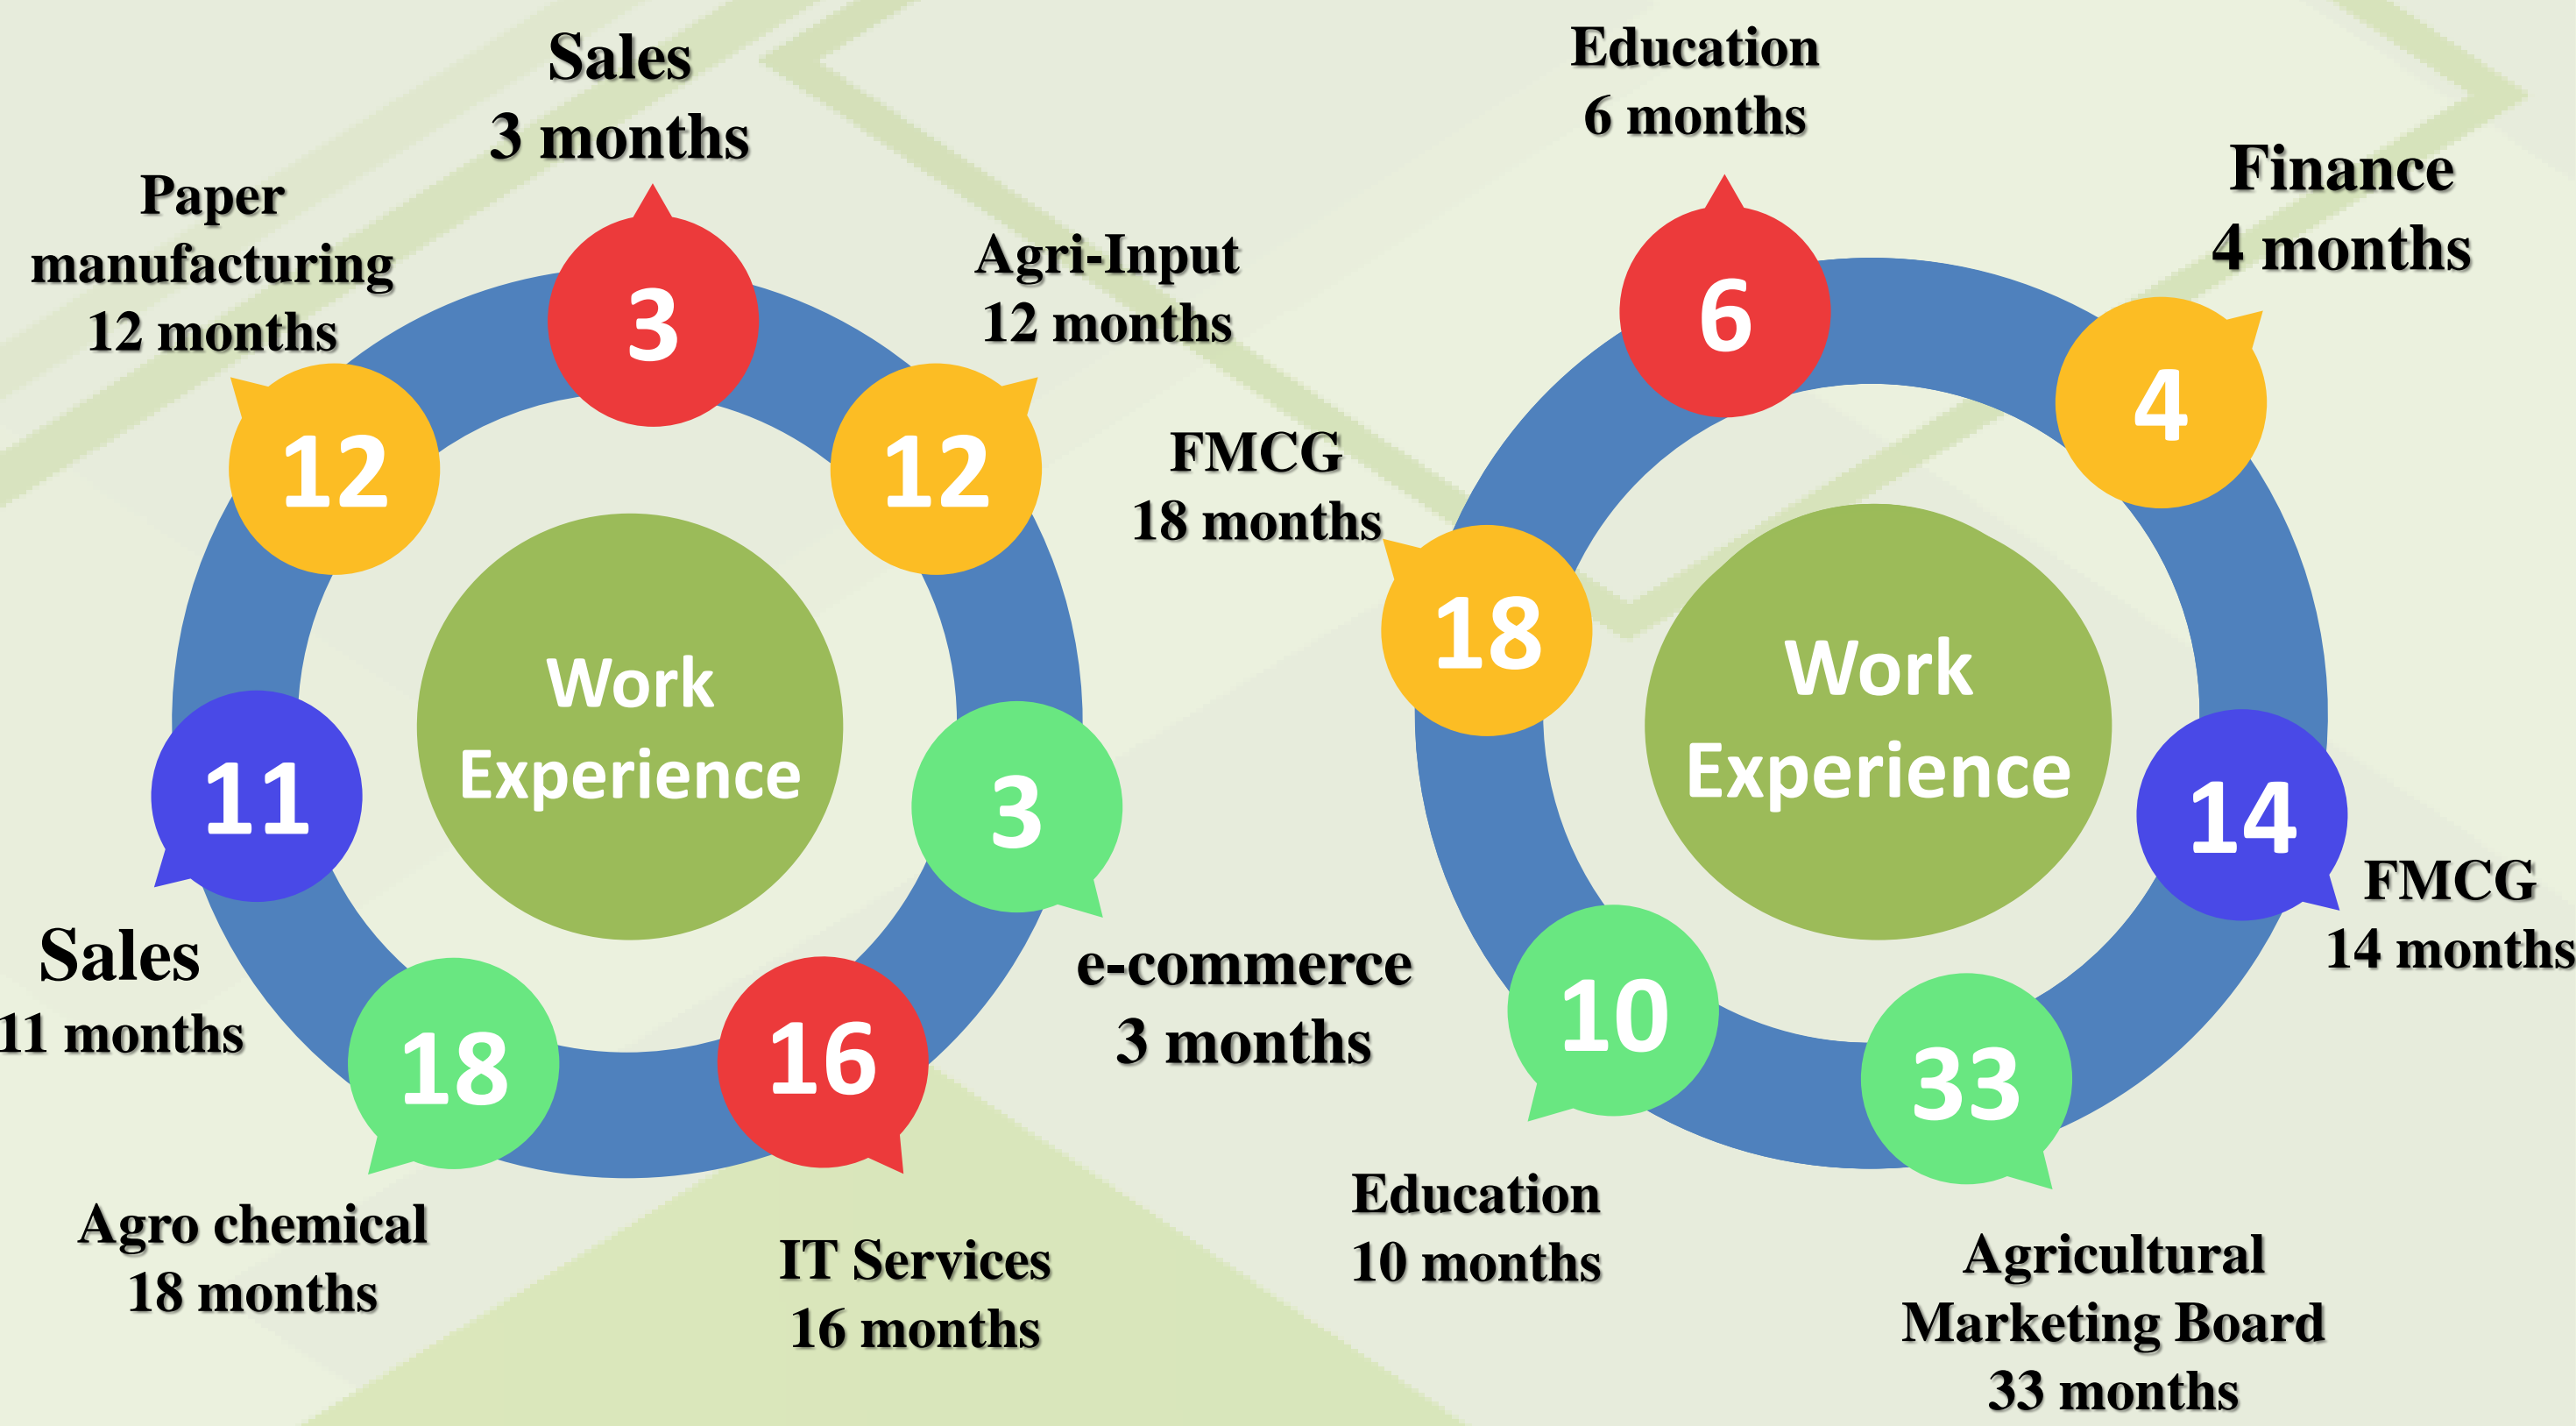 Sales
3 months
3
Paper
manufacturing
12 months
12
Agri-Input
12 months
12
Work
Experience
11
Sales
11 months
3
e-commerce
3 months
18
Agro chemical
18 months
16
IT Services
16 months
Education
6 months
6
Finance
4 months
4
FMCG
18 months
18
Work
Experience
14
FMCG
14 months
10
Education
10 months
33
Agricultural
Marketing Board
33 months